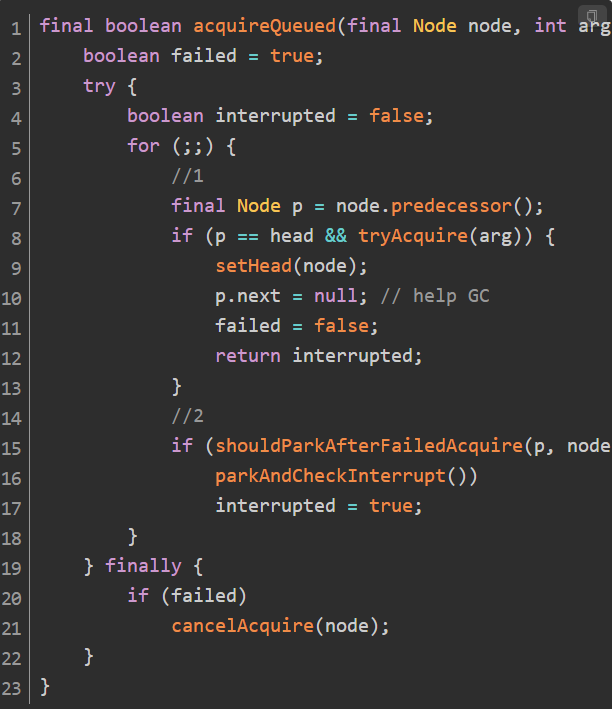 1 final boolean acquireQueued(final Node node, int arg
2 boolean failed = true;
3 try {
4 boolean interrupted = false;
5 for (;;) {
6 //1
7 final Node p = node.predecessor();
8 if (p == head && tryAcquire(arg)) {
9 setHead(node);
10 p.next = null; // help GC
11 failed = false;
12 return interrupted;
13 }
14 //2
15 if (shouldParkAfterFailedAcquire(p, node
16 parkAndCheckInterrupt())
17 interrupted = true;
18 }
19 } finally {
20 if (failed)
21 cancelAcquire(node);
22 }
23 }